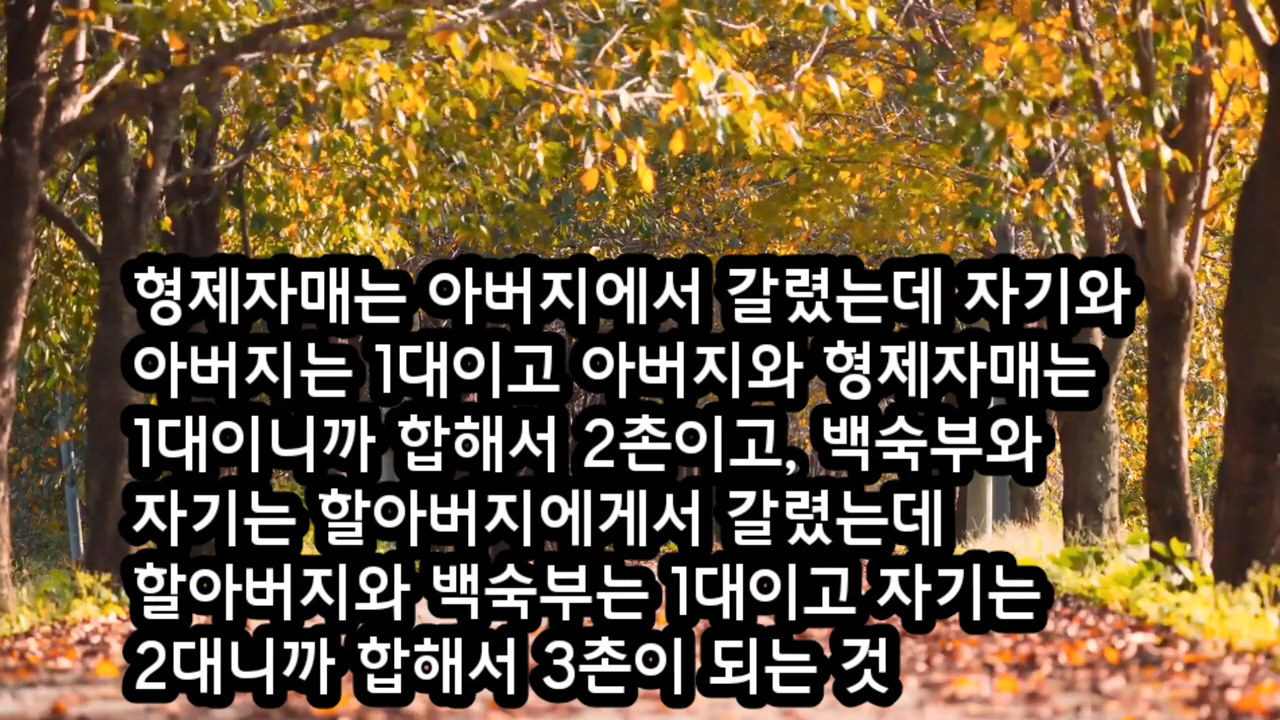 형제자매는 아버지에서 갈렸는데 자기와
아버지는 1대이고 아버지와 형제자매는
1대이니까 합해서 2촌이고, 백숙부와
자기는 할아버지에게서 갈렸는데
할아버지와 백숙부는 1대이고 자기는
2대니까 합해서 3촌이 되는 것